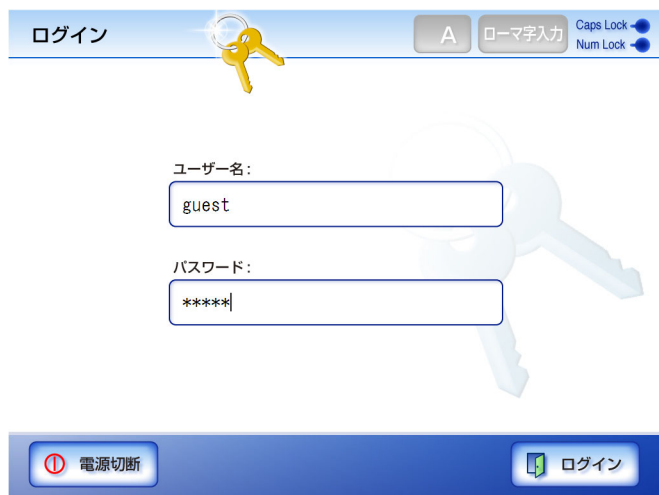 ログイン
A
ローマ字入力
Caps Lock
Num Lock
ユーザー名:
guest
パスワード:
*****
電源切断
ログイン